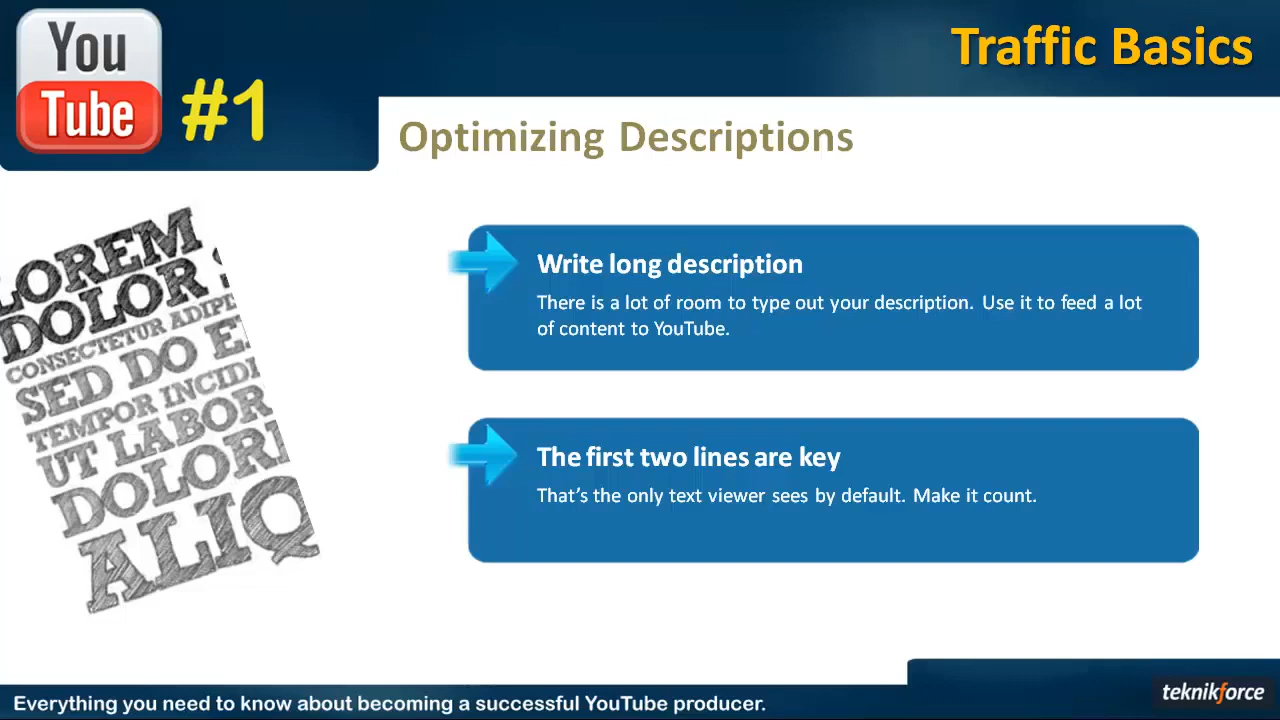 You
Tube
#1
Traffic Basics
Optimizing Descriptions
LOREM
DOLOR
CONSECTETUR ADIPI
SED DO E
TEMPOR INCIDI
UT LABOR
DOLOR
ALIQ
Write long description
There is a lot of room to type out your description. Use it to feed a lot
of content to YouTube.
The first two lines are key
That's the only text viewer sees by default. Make it count.
Everything you need to know about becoming a successful YouTube producer.
teknikforce